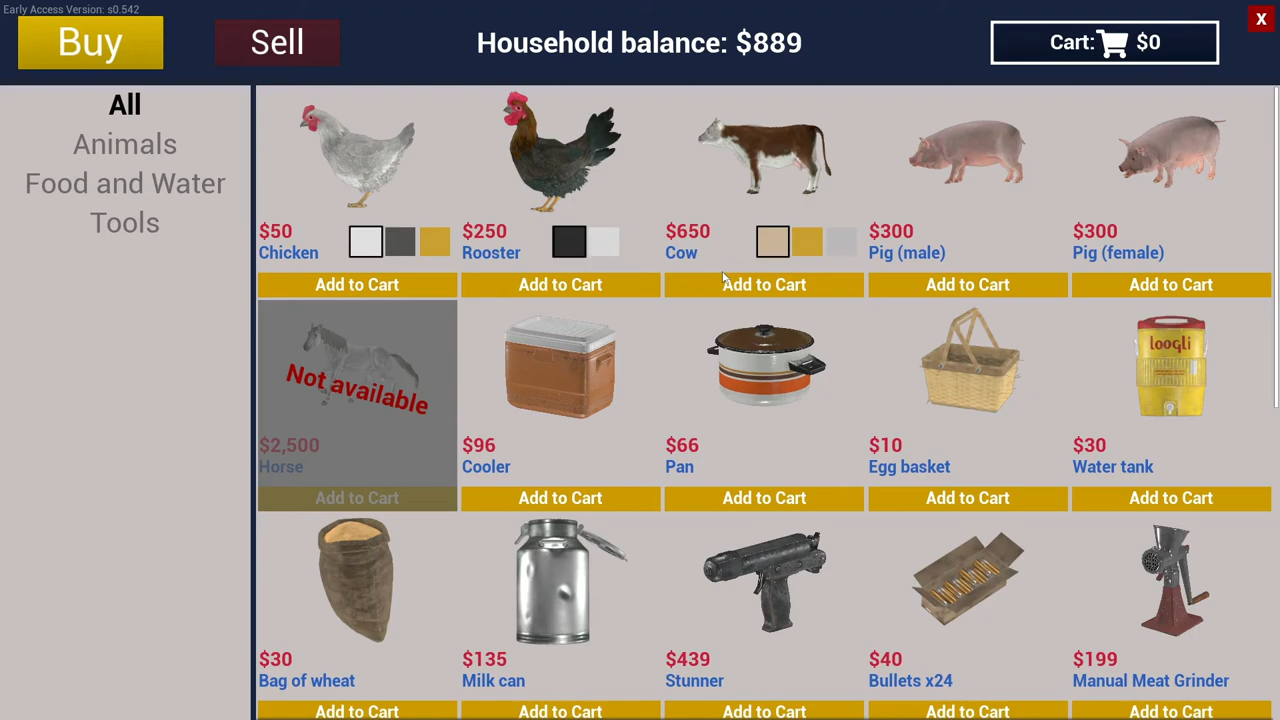 Early Access Version: s0.542
Buy
Sell
Household balance: $889
Cart: $0
X
All
Animals
Food and Water
Tools
$50
Chicken
Add to Cart
$250
Rooster
Add to Cart
$650
Cow
Add to Cart
$300
Pig (male)
Add to Cart
$300
Pig (female)
Add to Cart
Not available
$2,500
Horse
Add to Cart
$96
Cooler
Add to Cart
$66
Pan
Add to Cart
$10
Egg basket
Add to Cart
loogli
$30
Water tank
Add to Cart
$30
Bag of wheat
Add to Cart
$135
Milk can
Add to Cart
$439
Stunner
Add to Cart
$40
Bullets x24
Add to Cart
$199
Manual Meat Grinder
Add to Cart